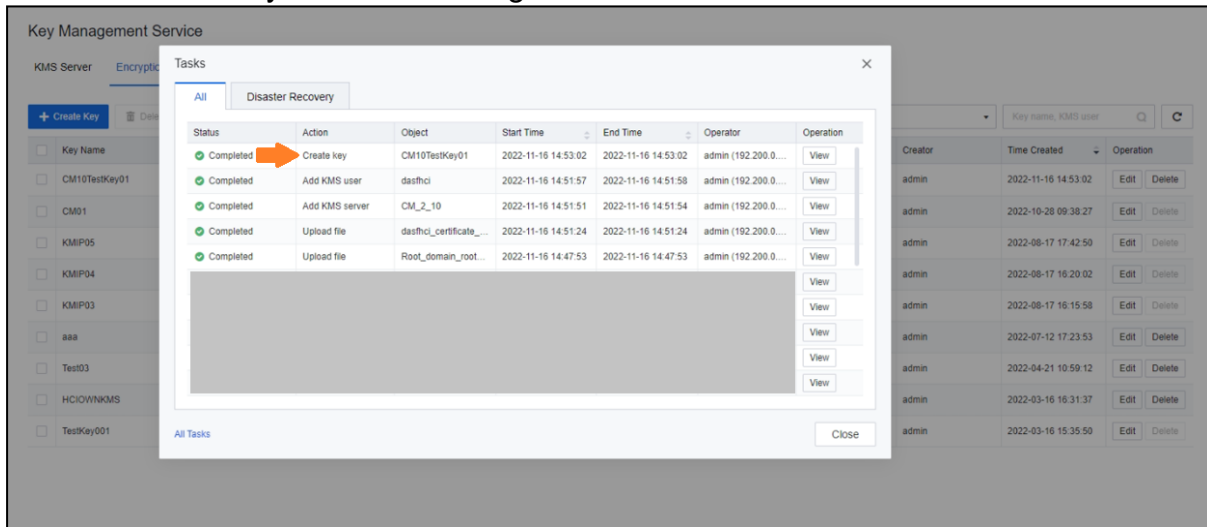 Key Management Service
KMS Server Encryptic
Create Key Dele
Key name, KMS user
Key Name Creator Time Created Operation
CM10TestKey01 admin 2022-11-16 14:53:02 Edit Delete
CM01 admin 2022-10-28 09:38:27 Edit Delete
KMIP05 admin 2022-08-17 17:42:50 Edit Delete
KMIP04 admin 2022-08-17 16:20:02 Edit Delete
KMIP03 admin 2022-08-17 16:15:58 Edit Delete
aaa admin 2022-07-12 17:23:53 Edit Delete
Test03 admin 2022-04-21 10:59:12 Edit Delete
HCIOWNKMS admin 2022-03-16 16:31:37 Edit Delete
TestKey001 admin 2022-03-16 15:35:50 Edit Delete
Tasks
All Disaster Recovery
Status Action Object Start Time End Time Operator Operation
Completed Create key CM10TestKey01 2022-11-16 14:53:02 2022-11-16 14:53:02 admin (192.200.0.... View
Completed Add KMS user dasfhci 2022-11-16 14:51:57 2022-11-16 14:51:58 admin (192.200.0.... View
Completed Add KMS server CM_2_10 2022-11-16 14:51:51 2022-11-16 14:51:54 admin (192.200.0.... View
Completed Upload file dasfhci_certificate_... 2022-11-16 14:51:24 2022-11-16 14:51:24 admin (192.200.0.... View
Completed Upload file Root_domain_root... 2022-11-16 14:47:53 2022-11-16 14:47:53 admin (192.200.0.... View
View
View
View
View
View
All Tasks Close